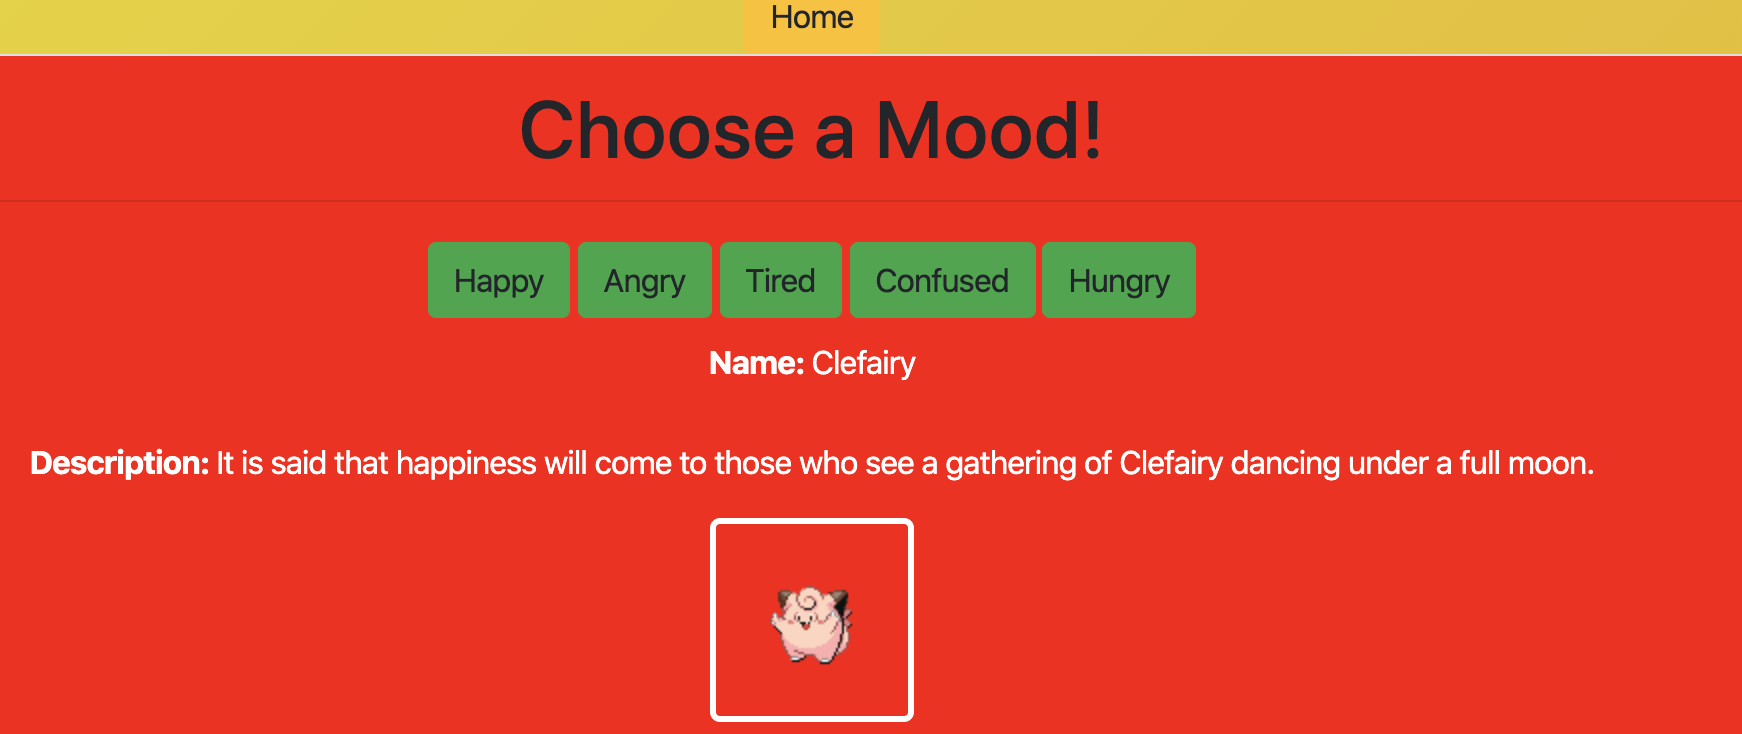 Home
Choose a Mood!
Happy Angry Tired Confused Hungry
Name: Clefairy
Description: It is said that happiness will come to those who see a gathering of Clefairy dancing under a full moon.